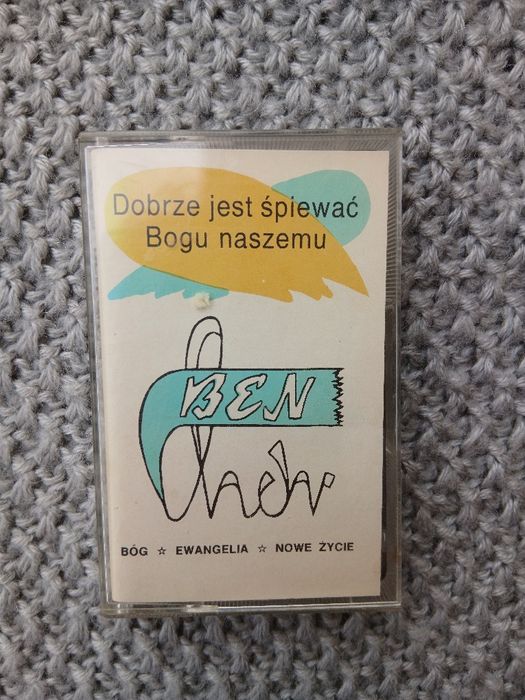 Dobrze jest śpiewać
Bogu naszemu
BEN
BÓG ☆ EWANGELIA ☆ NOWE ŻYCIE